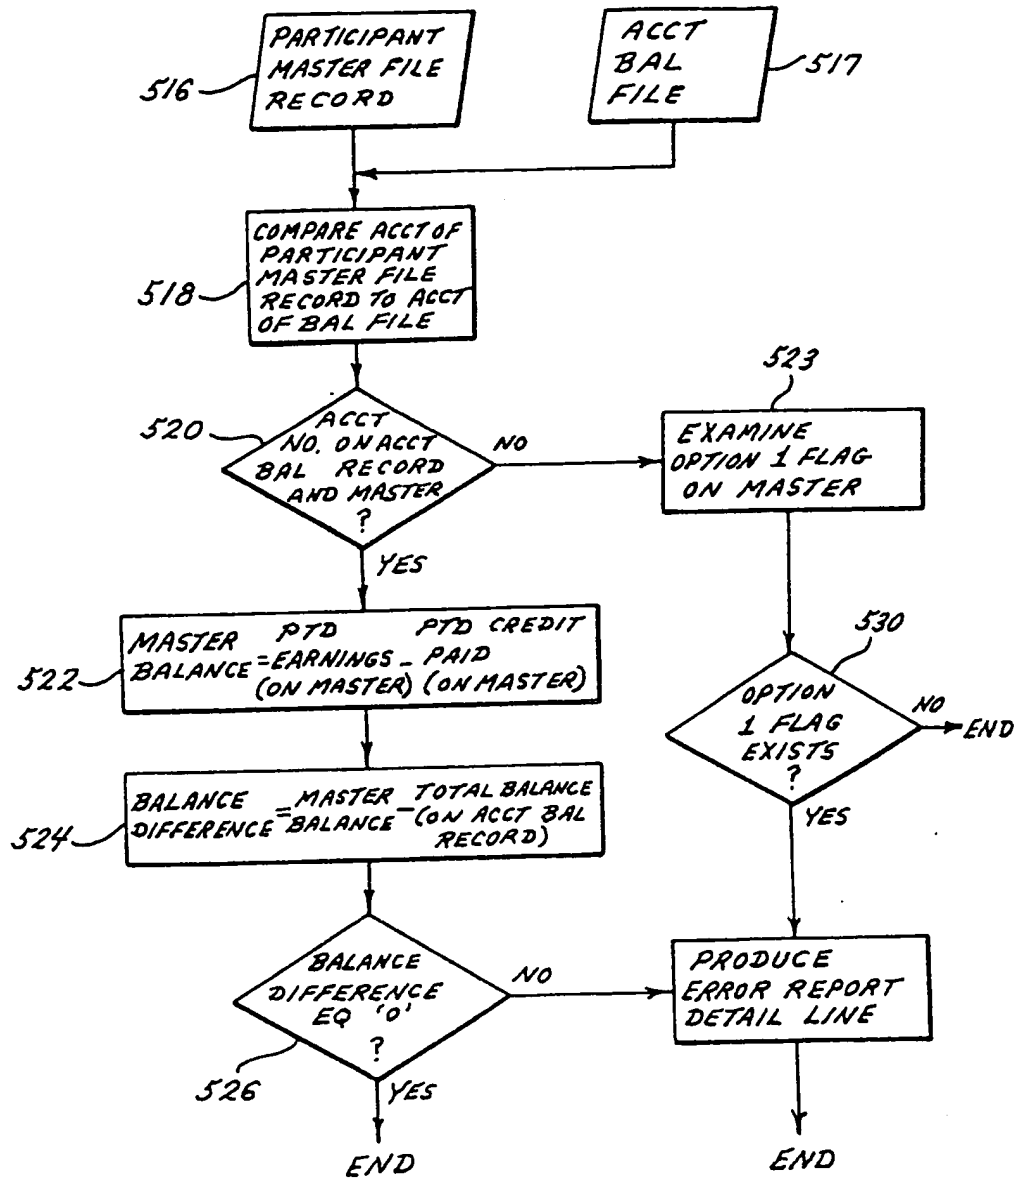 PARTICIPANT
MASTER FILE
RECORD
516
ACCT
BAL
FILE
517
COMPARE ACCT OF
PARTICIPANT
MASTER FILE
RECORD TO ACCT
OF BAL FILE
518
ACCT
NO. ON ACCT
BAL RECORD
AND MASTER
?
520
NO
YES
523
EXAMINE
OPTION 1 FLAG
ON MASTER
MASTER PTD PTD CREDIT
BALANCE = EARNINGS - PAID
(ON MASTER) (ON MASTER)
522
530
OPTION
1 FLAG
EXISTS
?
NO
END
YES
BALANCE = MASTER - TOTAL BALANCE
DIFFERENCE BALANCE (ON ACCT BAL
RECORD)
524
BALANCE
DIFFERENCE
EQ '0'
?
526
NO
YES
END
PRODUCE
ERROR REPORT
DETAIL LINE
END